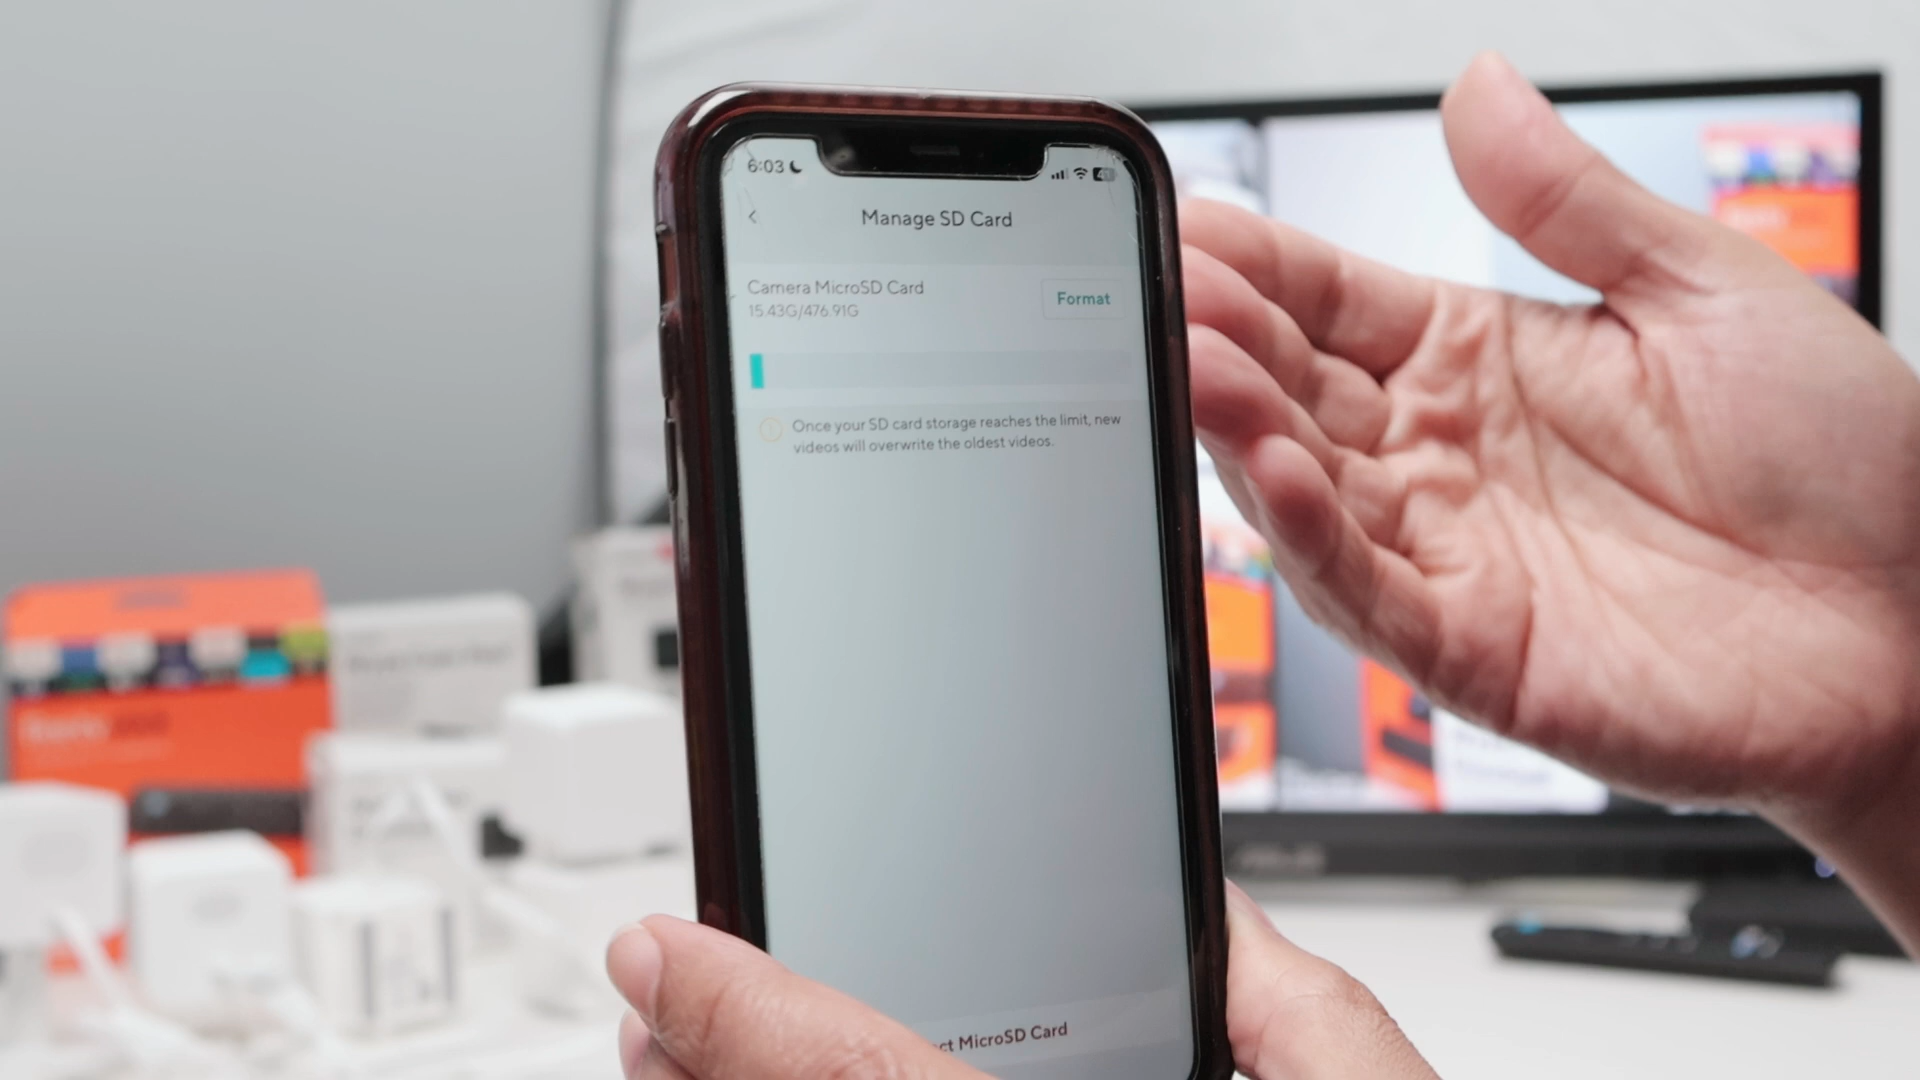 6:03
Manage SD Card
Camera MicroSD Card
15.43G/476.91G
Format
Once your SD card storage reaches the limit, new
videos will overwrite the oldest videos.
MicroSD Card